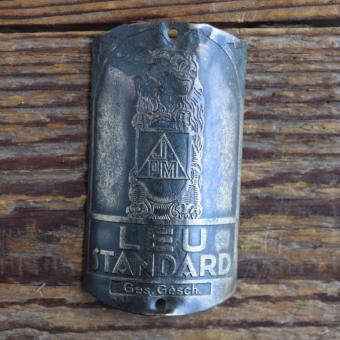 LEU
STANDARD
Ges. Gesch.